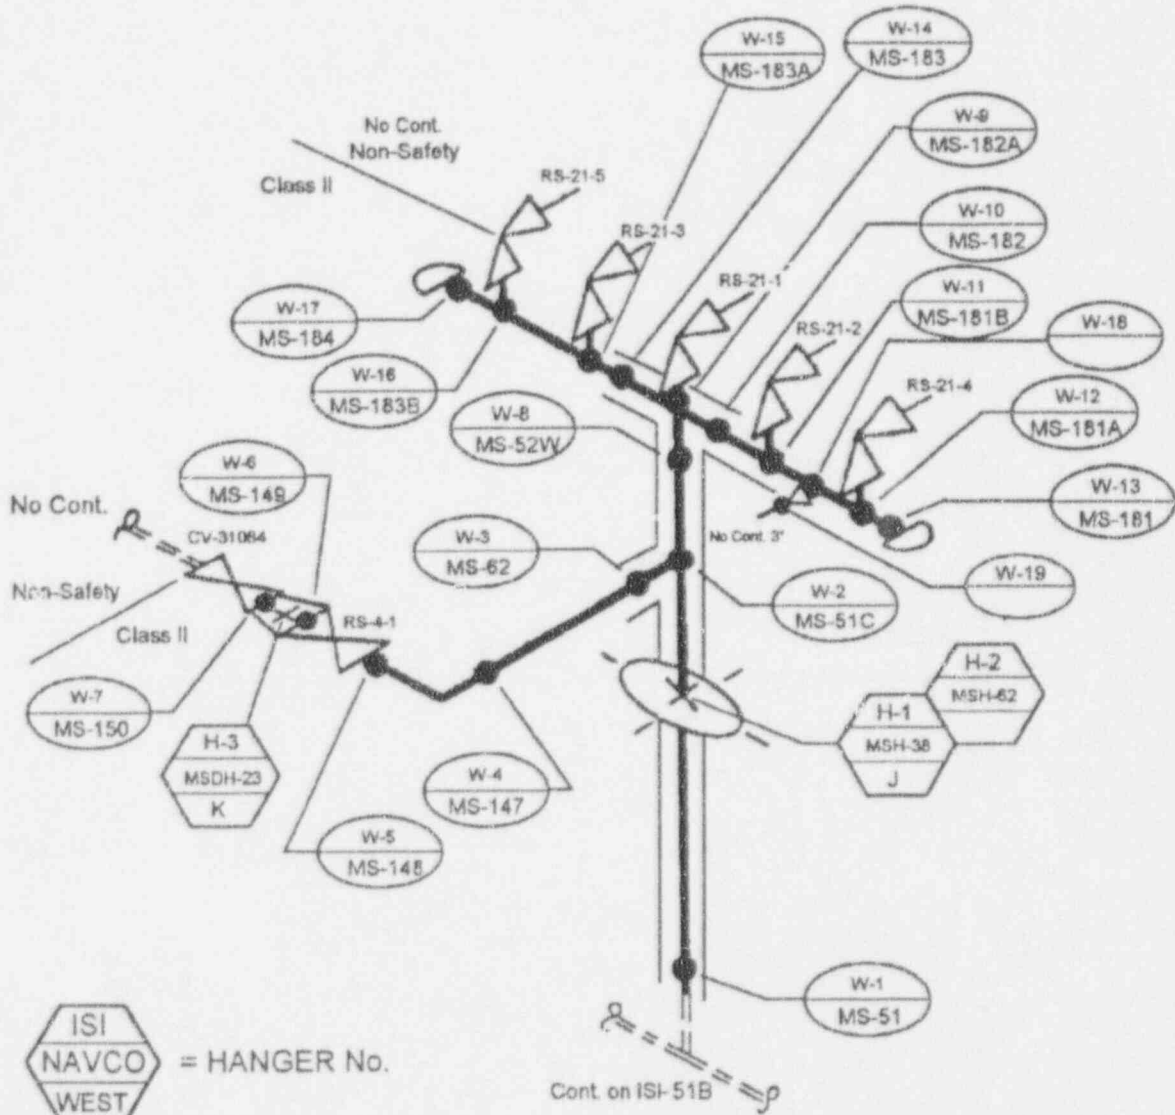 W-15
MS-183A
W-14
MS-183
No Cont.
Non-Safety
W-9
MS-182A
Class II
RS-21-5
W-10
MS-182
RS-21-3
RS-21-1
W-11
MS-181B
W-18
W-17
MS-184
RS-21-2
RS-21-4
W-16
MS-183B
W-12
MS-181A
W-8
MS-52W
W-6
MS-149
W-13
MS-181
No Cont.
CV-31084
W-3
MS-62
No Cont. 3"
W-19
Non-Safety
Class II
RS-4-1
W-2
MS-51C
H-2
MSH-62
W-7
MS-150
H-1
MSH-38
J
H-3
MSDH-23
K
W-4
MS-147
W-5
MS-148
W-1
MS-51
ISI
NAVCO
WEST
= HANGER No.
Cont. on ISI-51B